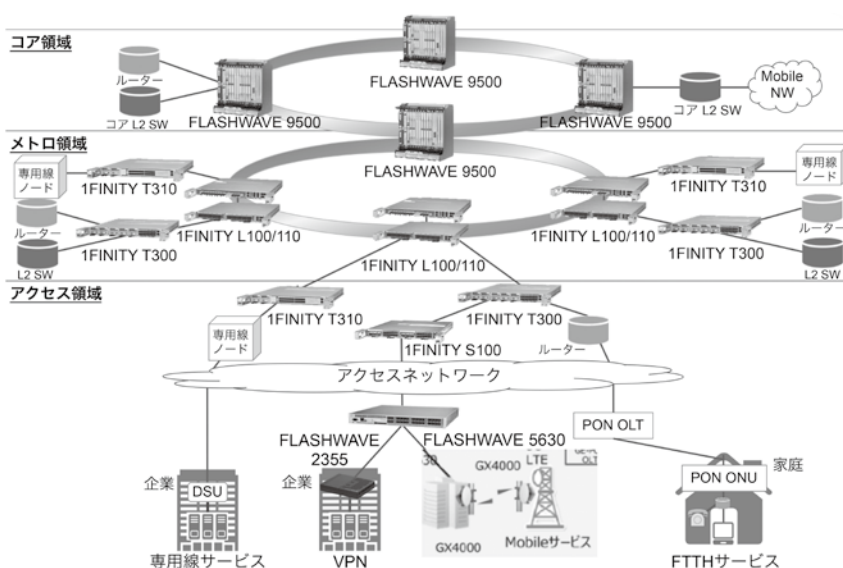 コア領域
FLASHWAVE 9500
ルーター
コア L2 SW
FLASHWAVE 9500
FLASHWAVE 9500
コア L2 SW
Mobile
NW
メトロ領域
FLASHWAVE 9500
専用線
ノード
1FINITY T310
ルーター
1FINITY T300
L2 SW
1FINITY L100/110
1FINITY L100/110
1FINITY L100/110
1FINITY T310
専用線
ノード
ルーター
1FINITY T300
L2 SW
アクセス領域
1FINITY T310
1FINITY T300
専用線
ノード
1FINITY S100
ルーター
アクセスネットワーク
FLASHWAVE
2355
FLASHWAVE 5630
PON OLT
企業
DSU
専用線サービス
企業
VPN
GX4000
LTE
OLT
GX4000
Mobileサービス
PON ONU
家庭
FTTHサービス